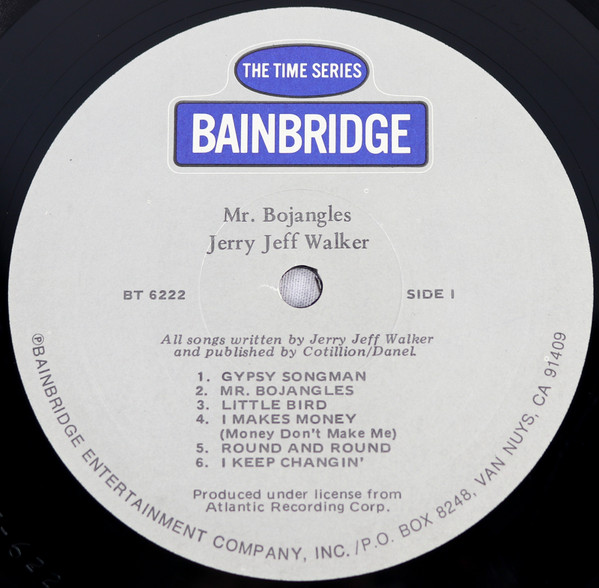 THE TIME SERIES
BAINBRIDGE
Mr. Bojangles
Jerry Jeff Walker
BT 6222
SIDE 1
All songs written by Jerry Jeff Walker
and published by Cotillion/Danel.
1. GYPSY SONGMAN
2. MR. BOJANGLES
3. LITTLE BIRD
4. I MAKES MONEY
(Money Don't Make Me)
5. ROUND AND ROUND
6. I KEEP CHANGIN'
Produced under license from
Atlantic Recording Corp.
℗BAINBRIDGE ENTERTAINMENT COMPANY, INC./P.O. BOX 8248, VAN NUYS, CA 91409